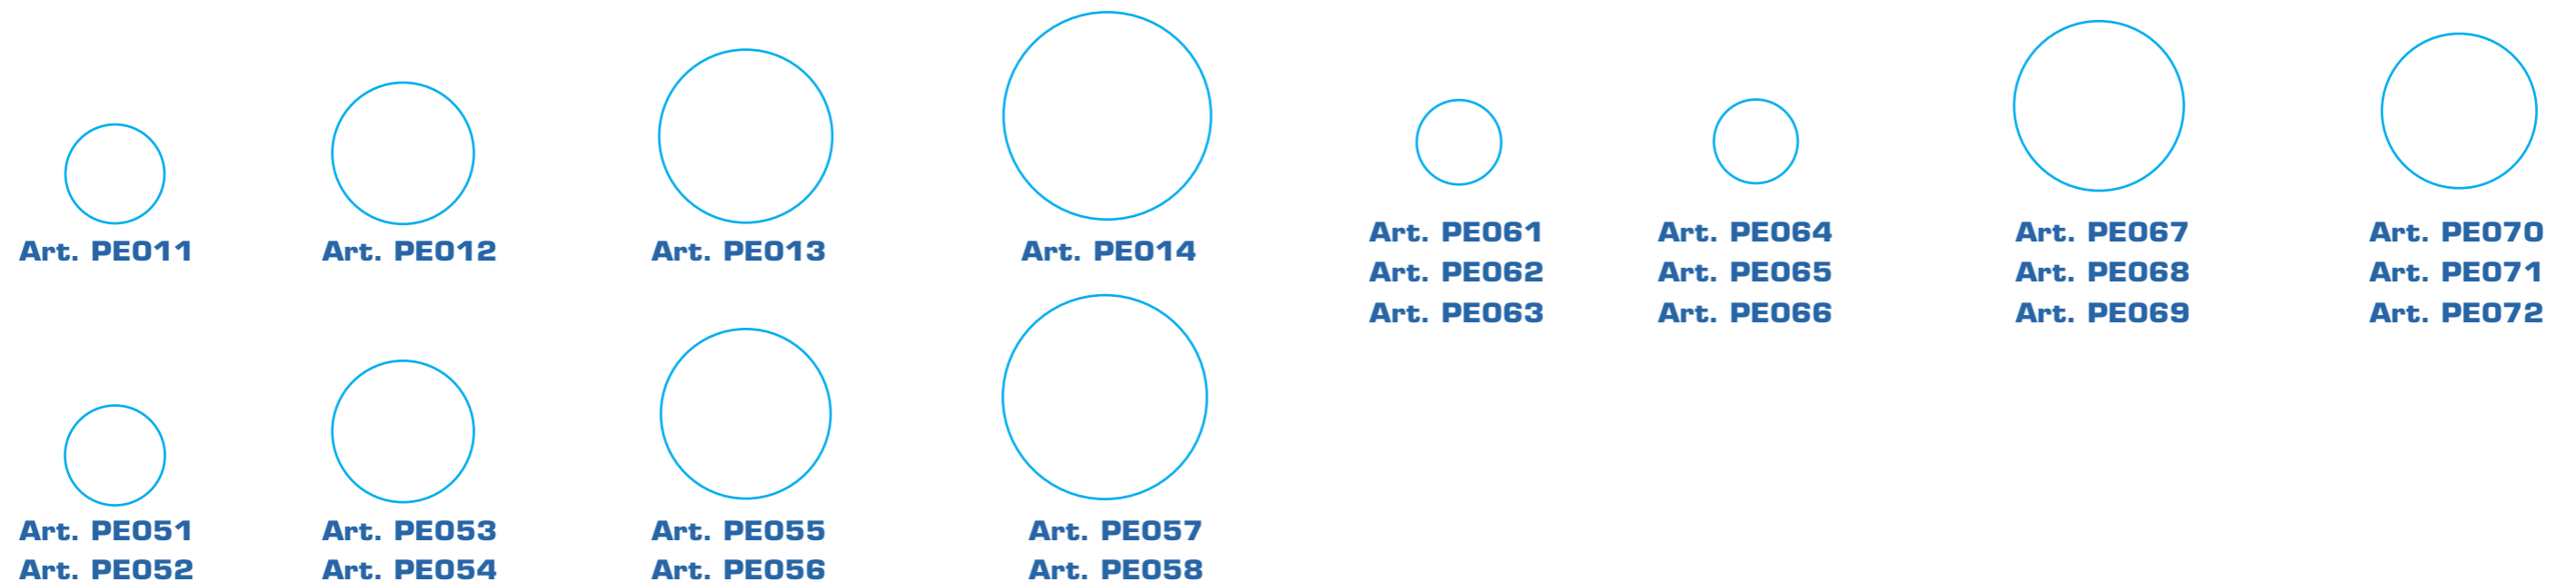 Art. PE011
Art. PE012
Art. PE013
Art. PE014
Art. PE061
Art. PE062
Art. PE063
Art. PE064
Art. PE065
Art. PE066
Art. PE067
Art. PE068
Art. PE069
Art. PE070
Art. PE071
Art. PE072
Art. PE051
Art. PE052
Art. PE053
Art. PE054
Art. PE055
Art. PE056
Art. PE057
Art. PE058